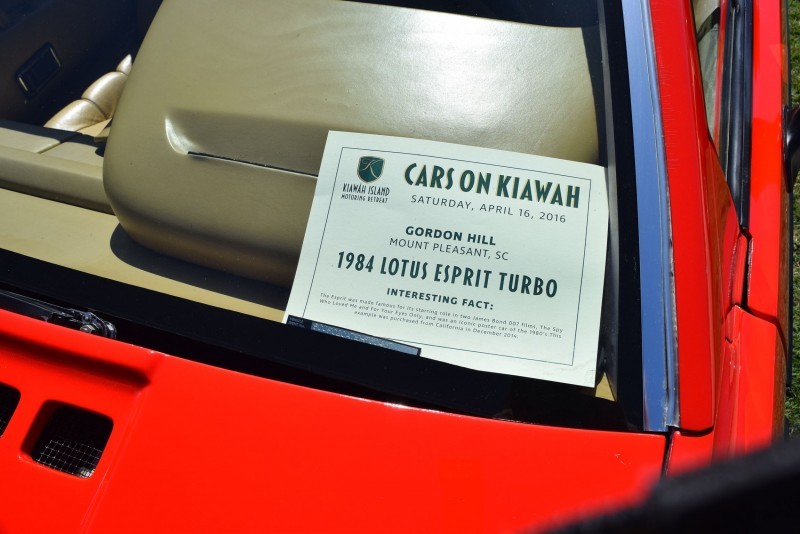 KIAWAH ISLAND
MOTORING RETREAT
CARS ON KIAWAH
SATURDAY, APRIL 16, 2016
GORDON HILL
MOUNT PLEASANT, SC
1984 LOTUS ESPRIT TURBO
INTERESTING FACT:
The Esprit was made famous for its starring role in two James Bond 007 films, The Spy
Who Loved Me and For Your Eyes Only, and was an iconic poster car of the 1980's This
example was purchased from California in December 2014.